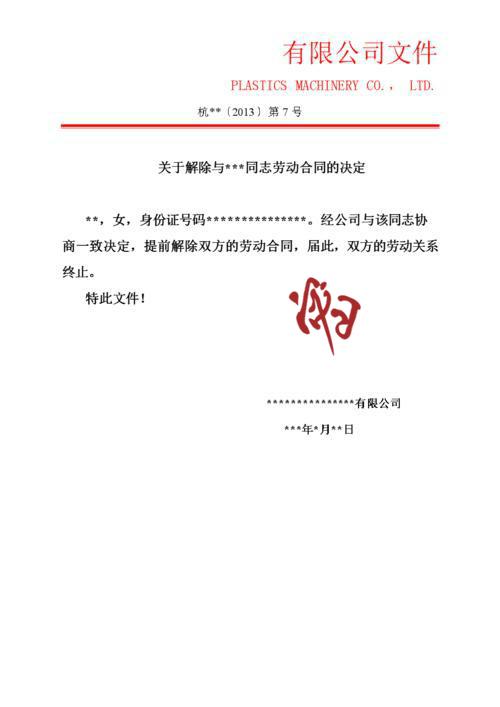 有限公司文件
PLASTICS MACHINERY CO., LTD.
杭**〔2013〕第7号
关于解除与***同志劳动合同的决定
**，女，身份证号码***************。经公司与该同志协
商一致决定，提前解除双方的劳动合同，届此，双方的劳动关系
终止。
特此文件！
***************有限公司
***年*月**日